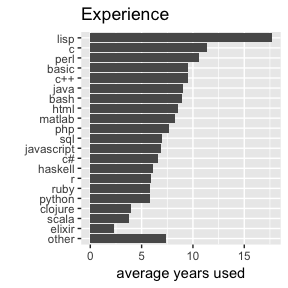 Experience
lisp
c
perl
basic
c++
java
bash
html
matlab
php
sql
javascript
c#
haskell
r
ruby
python
clojure
scala
elixir
other
0 5 10 15
average years used